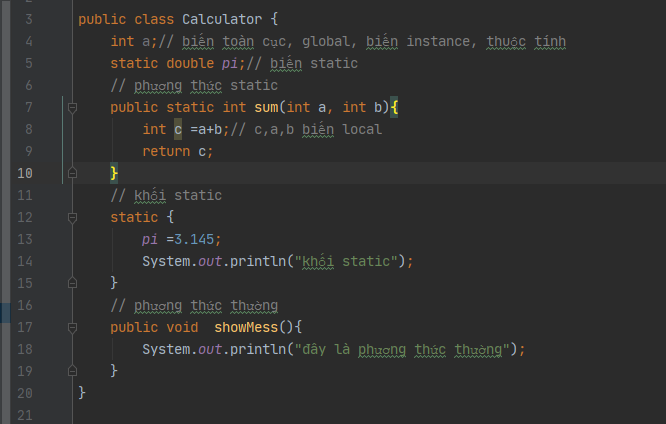 3 public class Calculator {
4 int a;// biến toàn cục, global, biến instance, thuộc tính
5 static double pi;// biến static
6 // phương thức static
7 public static int sum(int a, int b){
8 int c =a+b;// c,a,b biến local
9 return c;
10 }
11 // khối static
12 static {
13 pi =3.145;
14 System.out.println("khối static");
15 }
16 // phương thức thường
17 public void  showMess(){
18 System.out.println("đây là phương thức thường");
19 }
20 }
21